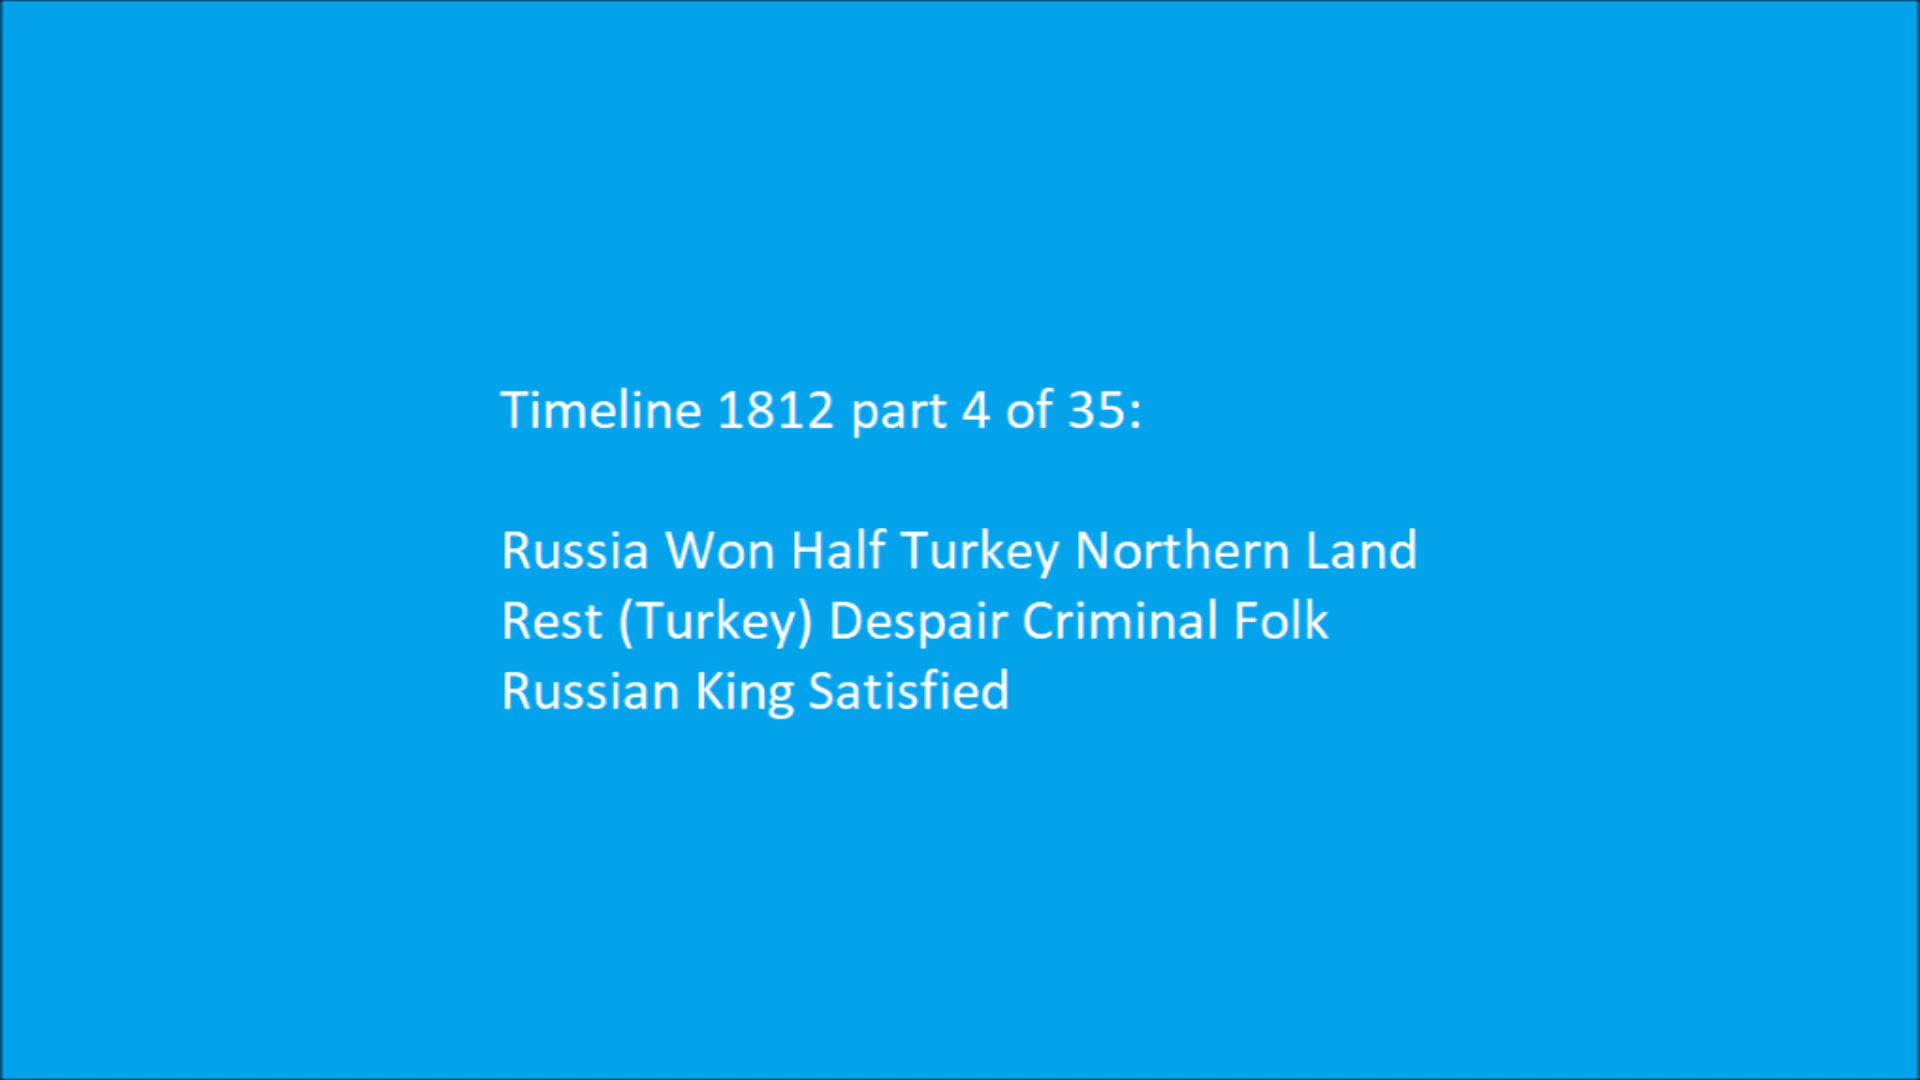 Timeline 1812 part 4 of 35:
Russia Won Half Turkey Northern Land
Rest (Turkey) Despair Criminal Folk
Russian King Satisfied